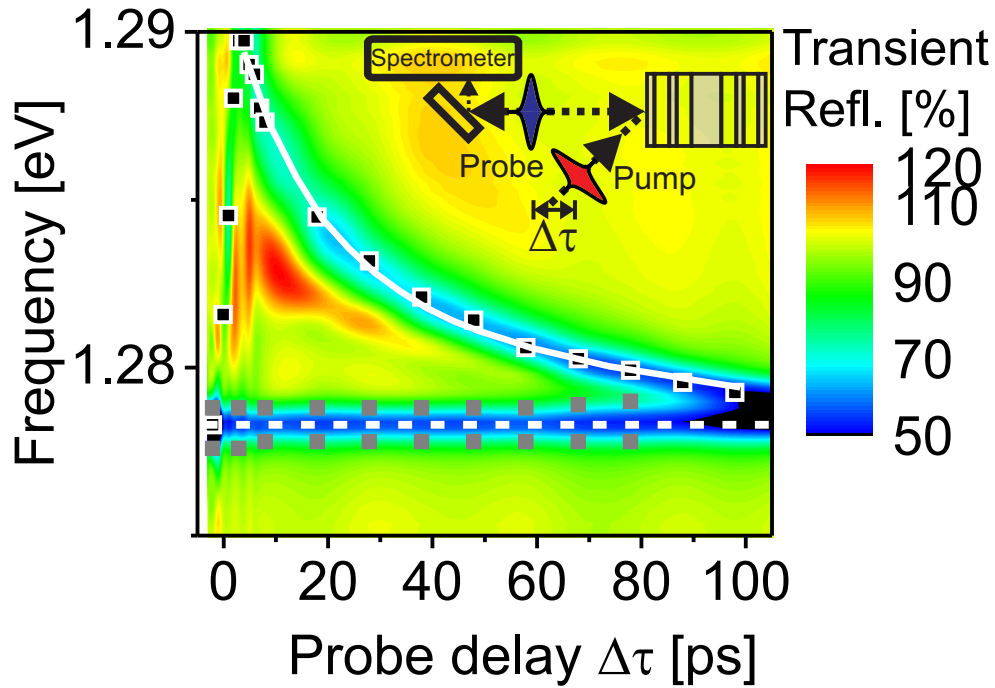 1.29
1.28
Frequency [eV]
Spectrometer
Probe
Pump
Δτ
Transient
Refl. [%]
120
110
90
70
50
0 20 40 60 80 100
Probe delay Δτ [ps]